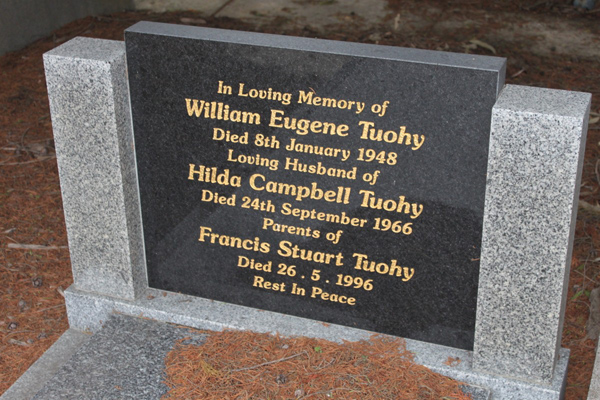 In Loving Memory of
William Eugene Tuohy
Died 8th January 1948
Loving Husband of
Hilda Campbell Tuohy
Died 24th September 1966
Parents of
Francis Stuart Tuohy
Died 26 . 5 . 1996
Rest In Peace